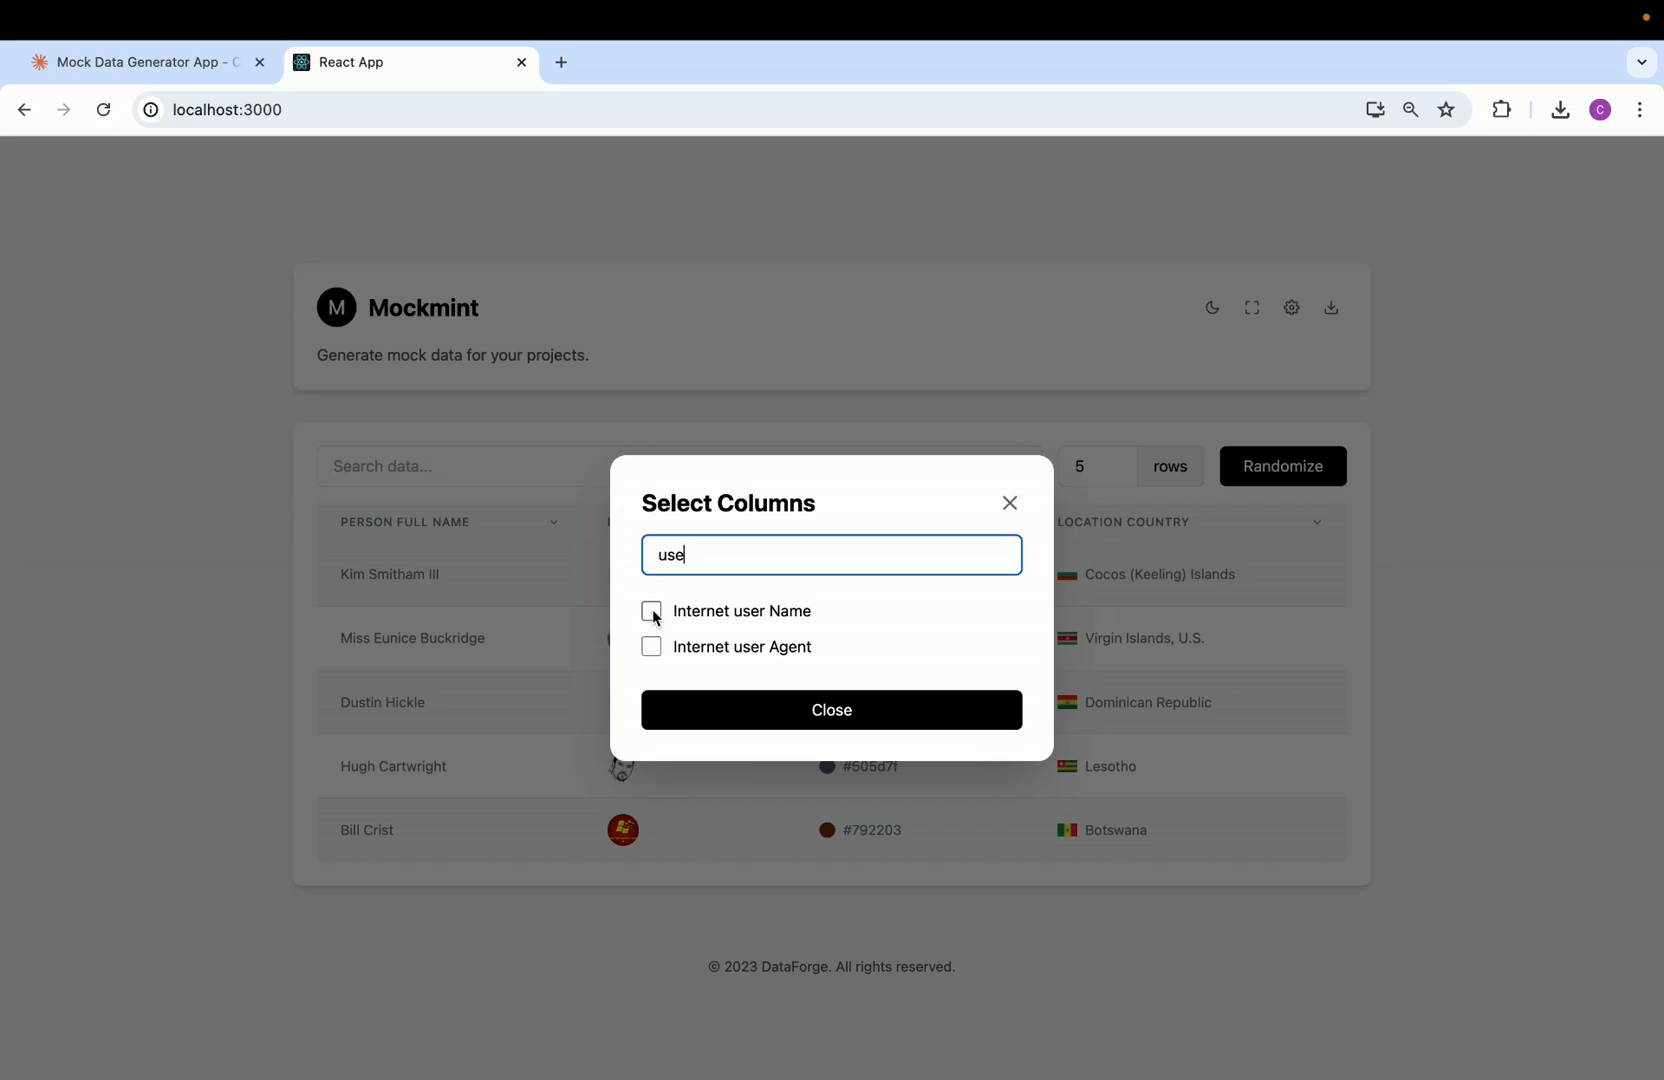 Mock Data Generator App - C
React App
localhost:3000
C
M
Mockmint
Generate mock data for your projects.
Search data...
5
rows
Randomize
Select Columns
use
Internet user Name
Internet user Agent
Close
PERSON FULL NAME
LOCATION COUNTRY
Kim Smitham III
Cocos (Keeling) Islands
Miss Eunice Buckridge
Virgin Islands, U.S.
Dustin Hickle
Dominican Republic
Hugh Cartwright
#505d7f
Lesotho
Bill Crist
#792203
Botswana
© 2023 DataForge. All rights reserved.